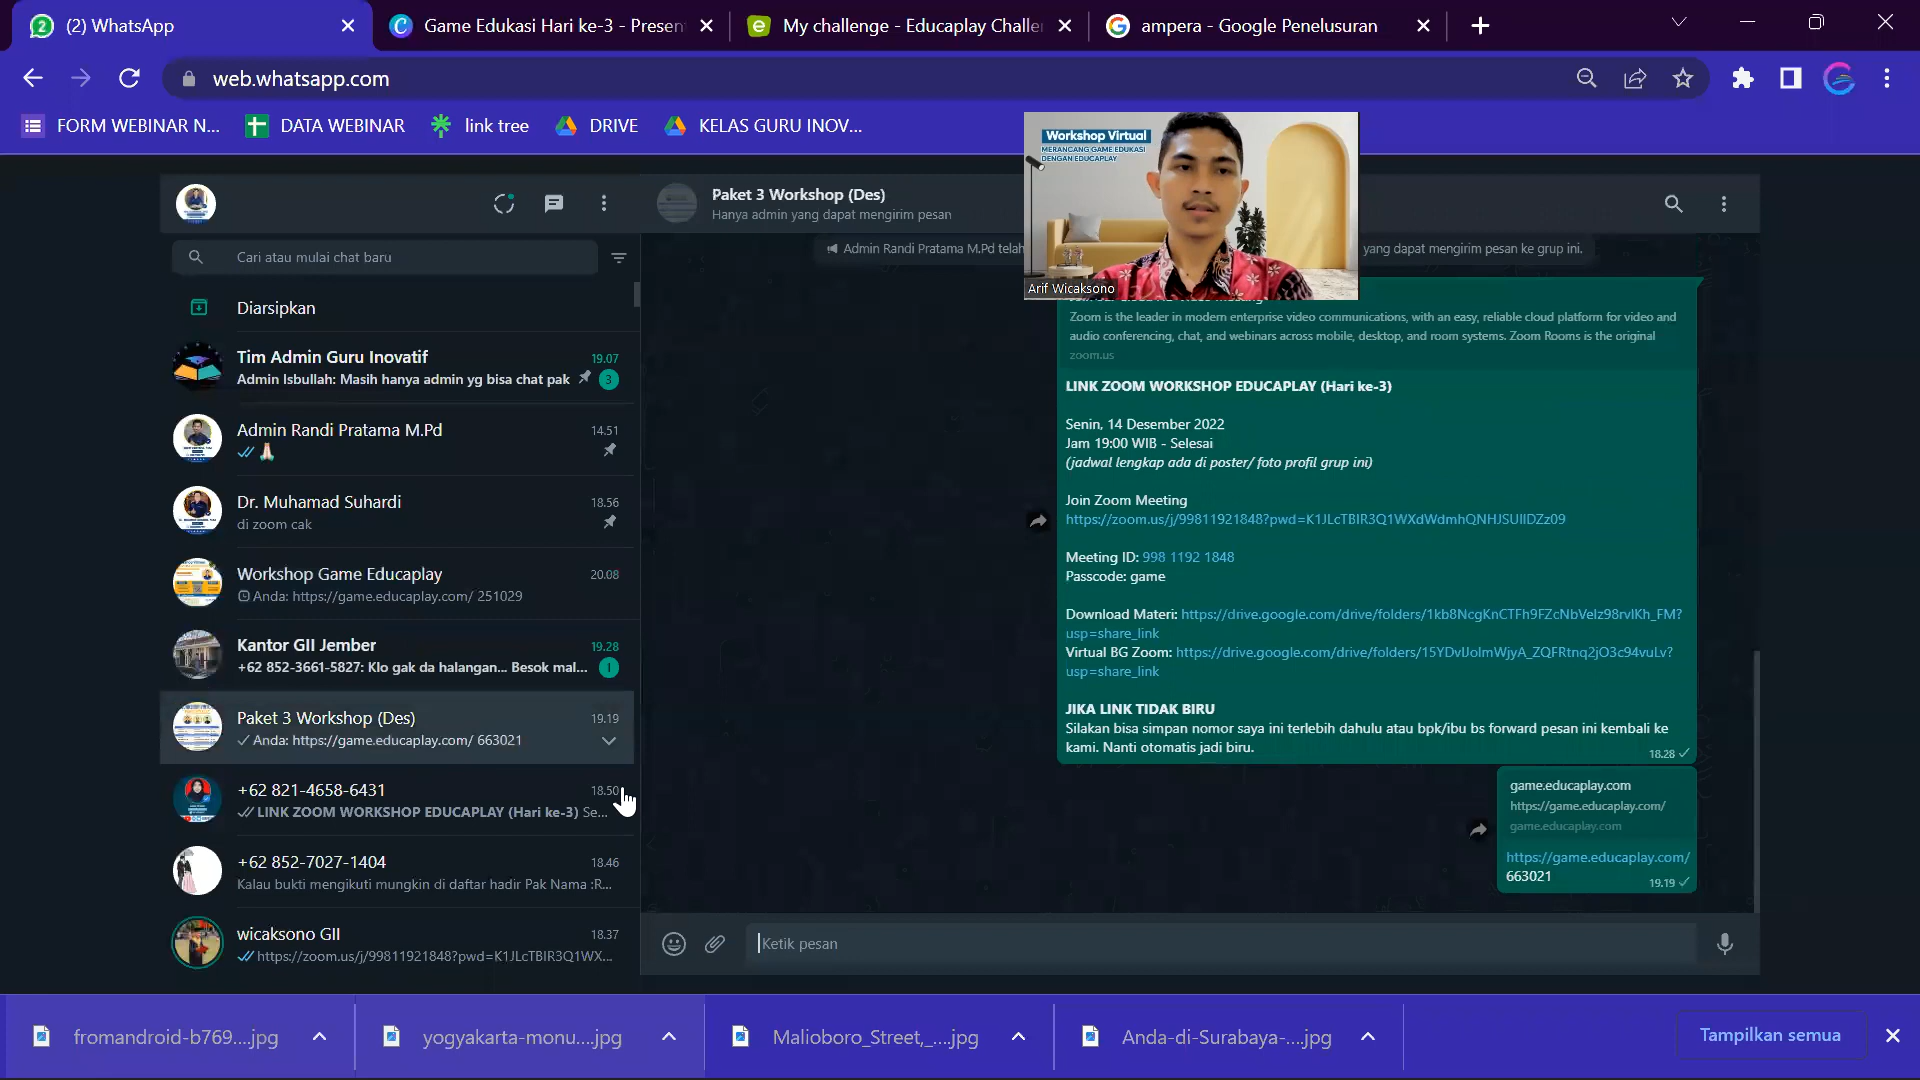 (2) WhatsApp
Game Edukasi Hari ke-3 - Presen
My challenge - Educaplay Challe
ampera - Google Penelusuran
web.whatsapp.com
FORM WEBINAR N...
DATA WEBINAR
link tree
DRIVE
KELAS GURU INOV...
Workshop Virtual
MERANCANG GAME EDUKASI
DENGAN EDUCAPLAY
Arif Wicaksono
Cari atau mulai chat baru
Diarsipkan
Tim Admin Guru Inovatif
19.07
Admin Isbullah: Masih hanya admin yg bisa chat pak
3
Admin Randi Pratama M.Pd
14.51
Dr. Muhamad Suhardi
18.56
di zoom cak
Workshop Game Educaplay
20.08
Anda: https://game.educaplay.com/ 251029
Kantor GII Jember
19.28
+62 852-3661-5827: Klo gak da halangan... Besok mal...
1
Paket 3 Workshop (Des)
19.19
Anda: https://game.educaplay.com/ 663021
+62 821-4658-6431
18.50
LINK ZOOM WORKSHOP EDUCAPLAY (Hari ke-3) Se...
+62 852-7027-1404
18.46
Kalau bukti mengikuti mungkin di daftar hadir Pak Nama :R...
wicaksono GII
18.37
https://zoom.us/j/99811921848?pwd=K1JLcTBIR3Q1WX...
Paket 3 Workshop (Des)
Hanya admin yang dapat mengirim pesan
Admin Randi Pratama M.Pd telah
yang dapat mengirim pesan ke grup ini.
Zoom is the leader in modern enterprise video communications, with an easy, reliable cloud platform for video and
audio conferencing, chat, and webinars across mobile, desktop, and room systems. Zoom Rooms is the original
zoom.us
LINK ZOOM WORKSHOP EDUCAPLAY (Hari ke-3)
Senin, 14 Desember 2022
Jam 19:00 WIB - Selesai
(jadwal lengkap ada di poster/ foto profil grup ini)
Join Zoom Meeting
https://zoom.us/j/99811921848?pwd=K1JLcTBIR3Q1WXdWdmhQNHJSUIIDZz09
Meeting ID: 998 1192 1848
Passcode: game
Download Materi: https://drive.google.com/drive/folders/1kb8NcgKnCTFh9FZcNbVelz98rvlKh_FM?
usp=share_link
Virtual BG Zoom: https://drive.google.com/drive/folders/15YDvlJolmWjyA_ZQFRtnq2jO3c94vuLv?
usp=share_link
JIKA LINK TIDAK BIRU
Silakan bisa simpan nomor saya ini terlebih dahulu atau bpk/ibu bs forward pesan ini kembali ke
kami. Nanti otomatis jadi biru.
18.28
game.educaplay.com
https://game.educaplay.com/
game.educaplay.com
https://game.educaplay.com/
663021
19.19
Ketik pesan
fromandroid-b769....jpg
yogyakarta-monu....jpg
Malioboro_Street,_....jpg
Anda-di-Surabaya-....jpg
Tampilkan semua